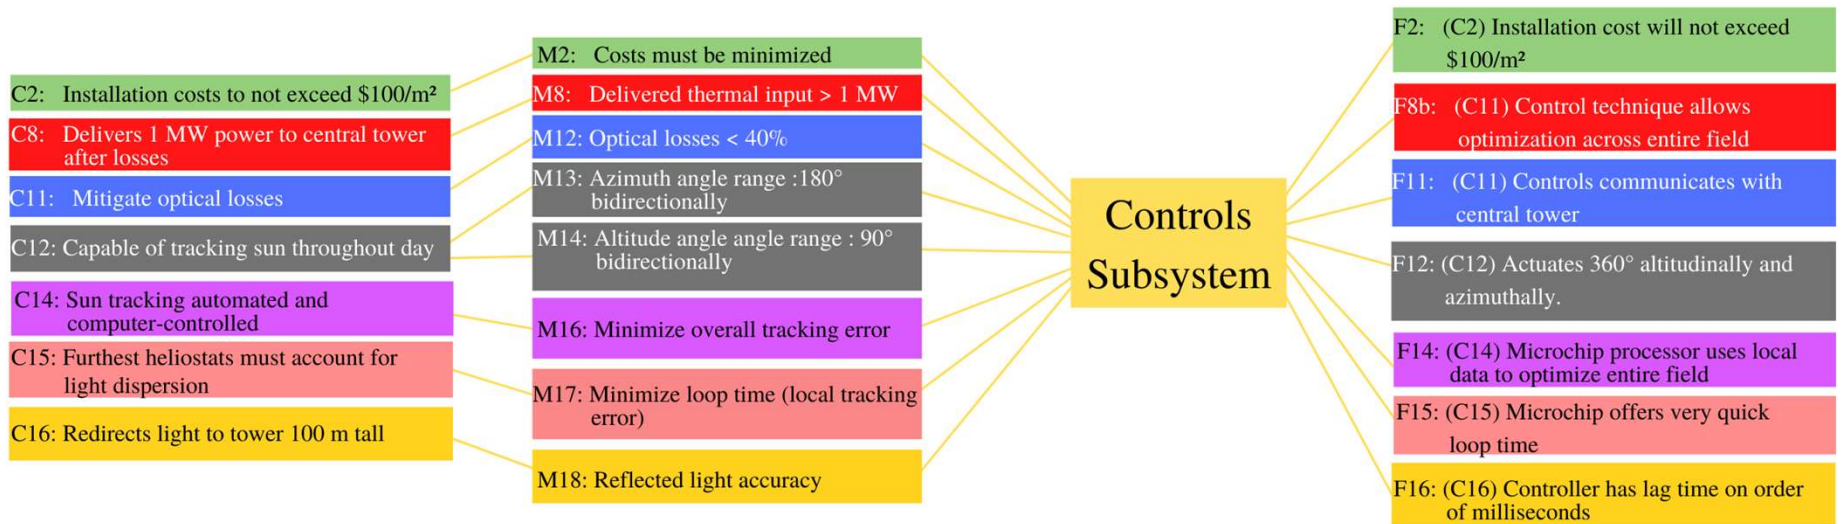 C2: Installation costs to not exceed $100/m²
C8: Delivers 1 MW power to central tower
after losses
C11: Mitigate optical losses
C12: Capable of tracking sun throughout day
C14: Sun tracking automated and
computer-controlled
C15: Furthest heliostats must account for
light dispersion
C16: Redirects light to tower 100 m tall
M2: Costs must be minimized
M8: Delivered thermal input > 1 MW
M12: Optical losses < 40%
M13: Azimuth angle range :180°
bidirectionally
M14: Altitude angle angle range : 90°
bidirectionally
M16: Minimize overall tracking error
M17: Minimize loop time (local tracking
error)
M18: Reflected light accuracy
Controls
Subsystem
F2: (C2) Installation cost will not exceed
$100/m²
F8b: (C11) Control technique allows
optimization across entire field
F11: (C11) Controls communicates with
central tower
F12: (C12) Actuates 360° altitudinally and
azimuthally.
F14: (C14) Microchip processor uses local
data to optimize entire field
F15: (C15) Microchip offers very quick
loop time
F16: (C16) Controller has lag time on order
of milliseconds